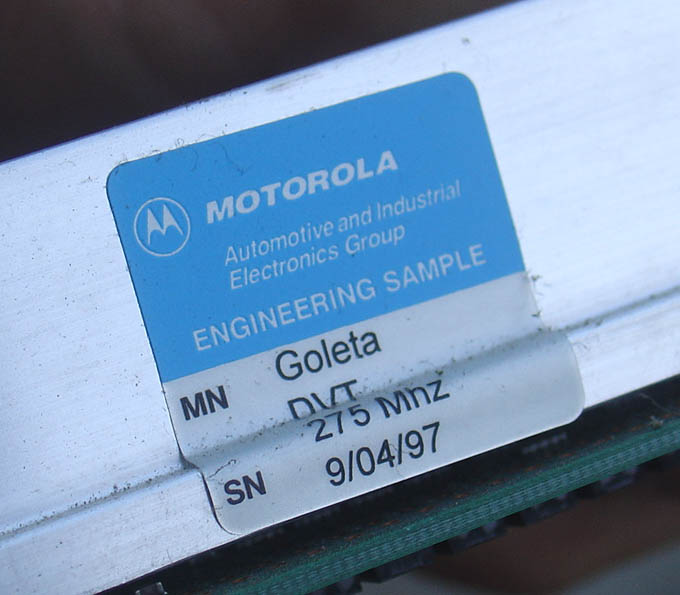 MOTOROLA
Automotive and Industrial
Electronics Group
ENGINEERING SAMPLE
MN Goleta
DVT
275 Mhz
SN 9/04/97